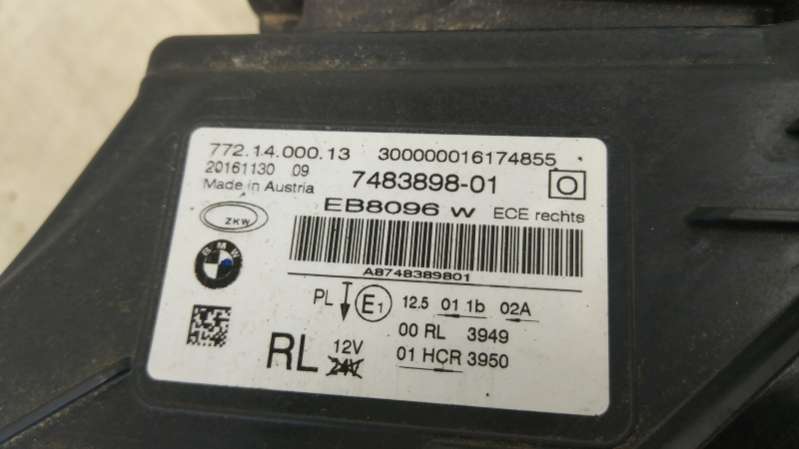 772.14.000.13 300000016174855
20161130 09 7483898-01
Made in Austria
EB8096 W ECE rechts
ZKW
BMW
A8748389801
PL E1 12.5 01 1b 02A
00 RL 3949
RL 12V 01 HCR 3950
24V